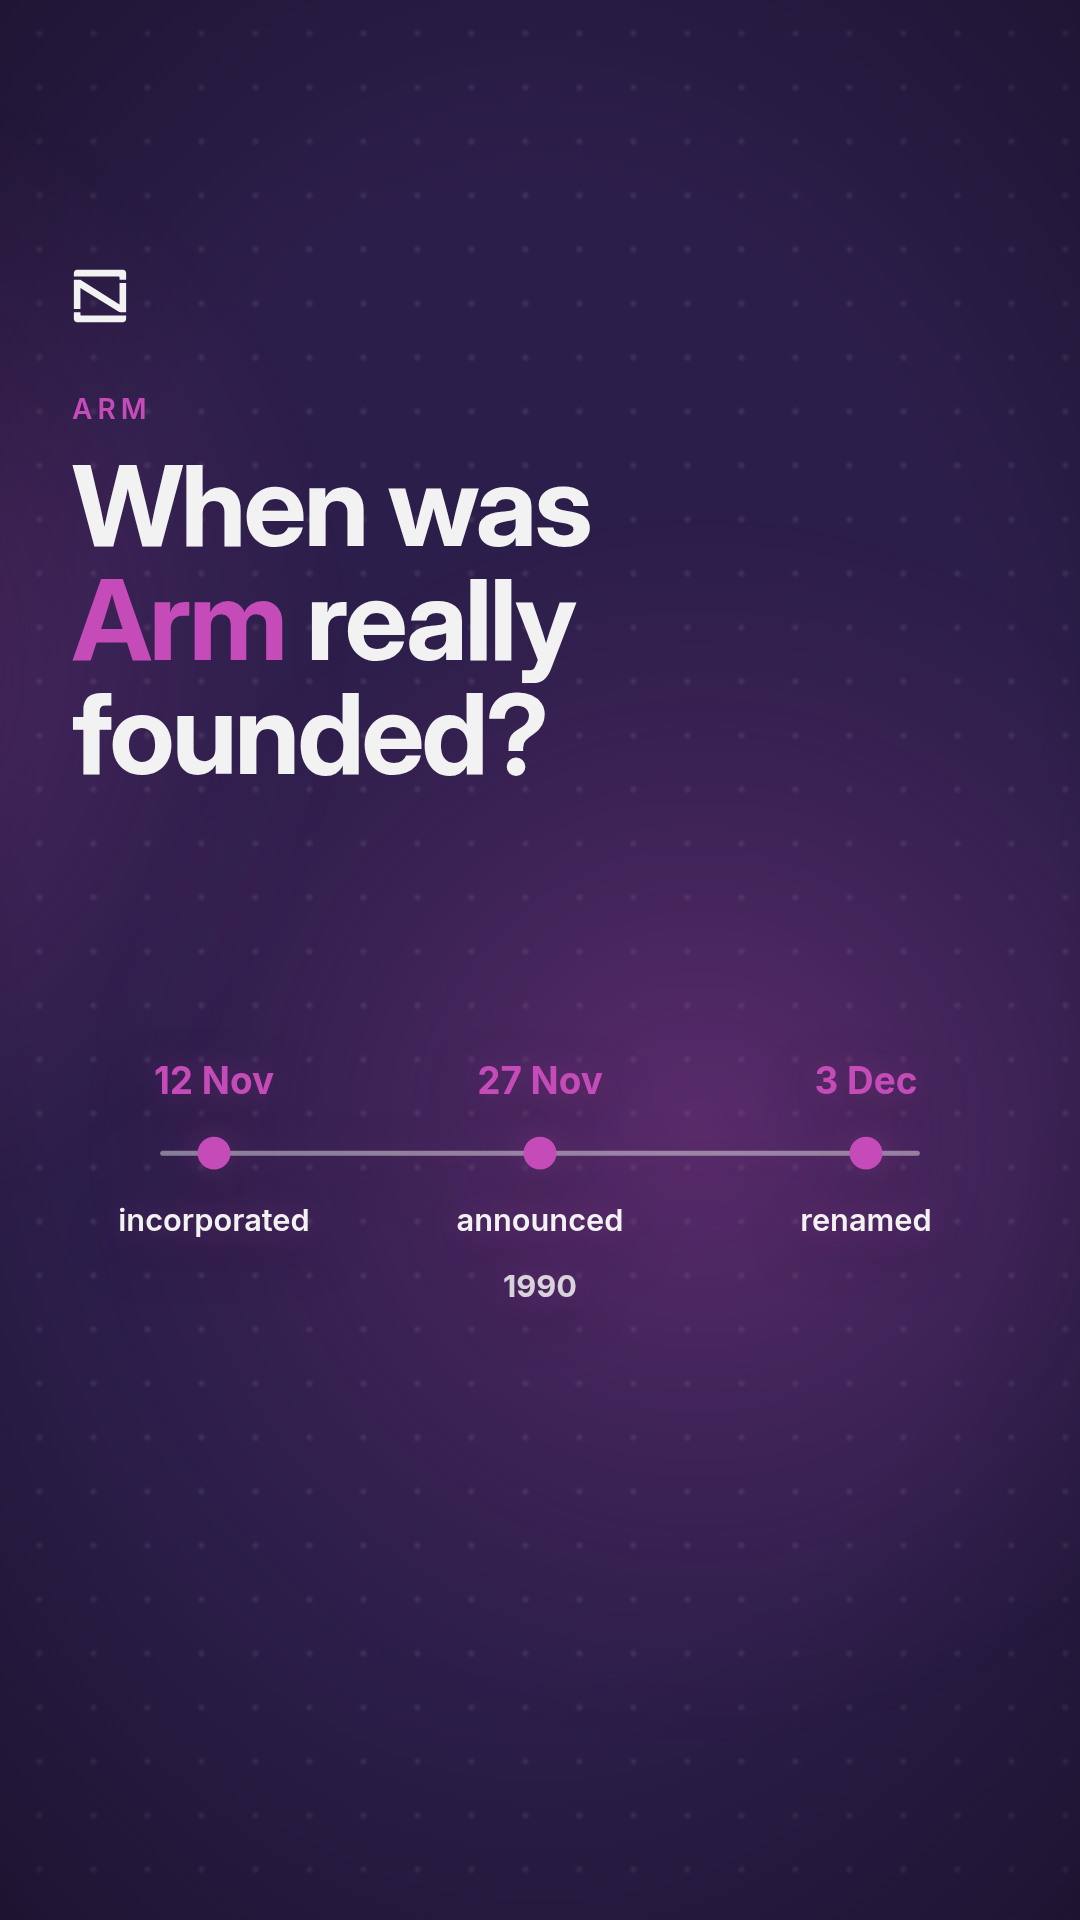 ARM
When was
Arm really
founded?
12 Nov
27 Nov
3 Dec
incorporated
announced
renamed
1990